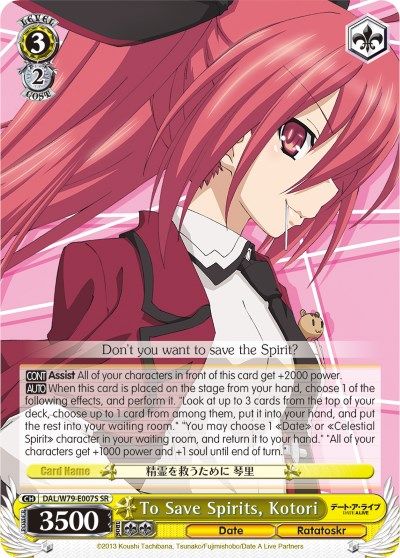 LEVEL
3
2
COST
Don't you want to save the Spirit?
CONT Assist All of your characters in front of this card get +2000 power.
AUTO When this card is placed on the stage from your hand, choose 1 of the
following effects, and perform it. "Look at up to 3 cards from the top of your
deck, choose up to 1 card from among them, put it into your hand, and put
the rest into your waiting room." "You may choose 1 «Date» or «Celestial
Spirit» character in your waiting room, and return it to your hand." "All of your
characters get +1000 power and +1 soul until end of turn."
Card Name 精霊を救うために 琴里
CH DAL/W79-E007S SR
To Save Spirits, Kotori
デート・ア・ライブ
DATE A LIVE
POWER
3500
SOUL
Date
Ratatoskr
©2013 Koushi Tachibana, Tsunako/Fujimishobo/Date A Live Partners